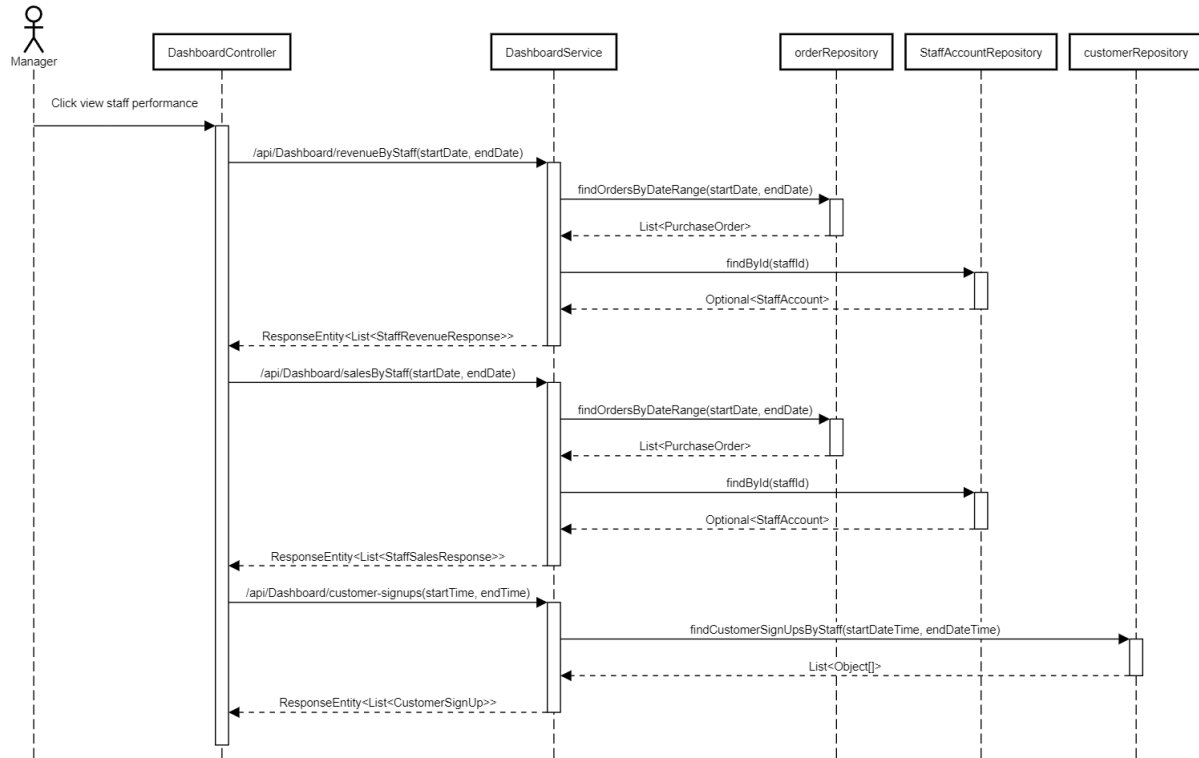 Manager
DashboardController
DashboardService
orderRepository
StaffAccountRepository
customerRepository
Click view staff performance
/api/Dashboard/revenueByStaff(startDate, endDate)
findOrdersByDateRange(startDate, endDate)
List<PurchaseOrder>
findById(staffId)
Optional<StaffAccount>
ResponseEntity<List<StaffRevenueResponse>>
/api/Dashboard/salesByStaff(startDate, endDate)
findOrdersByDateRange(startDate, endDate)
List<PurchaseOrder>
findById(staffId)
Optional<StaffAccount>
ResponseEntity<List<StaffSalesResponse>>
/api/Dashboard/customer-signups(startTime, endTime)
findCustomerSignUpsByStaff(startDateTime, endDateTime)
List<Object[]>
ResponseEntity<List<CustomerSignUp>>